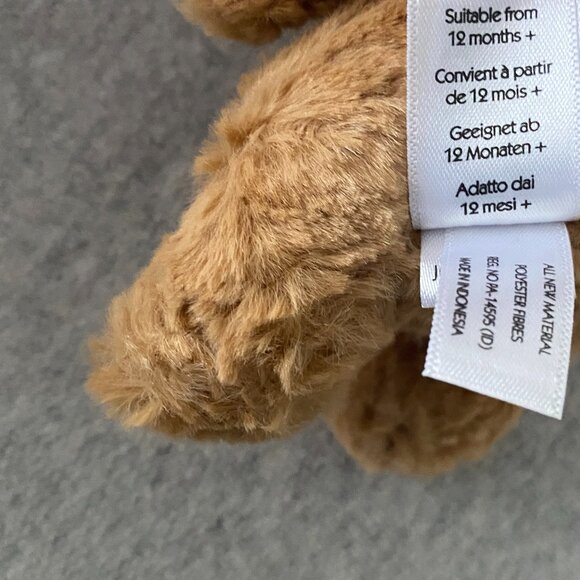 Suitable from
12 months +
Convient à partir
de 12 mois +
Geeignet ab
12 Monaten +
Adatto dai
12 mesi +
J
ALL NEW MATERIAL
POLYESTER FIBRES
REG. NO PA-14595 (ID)
MADE IN INDONESIA